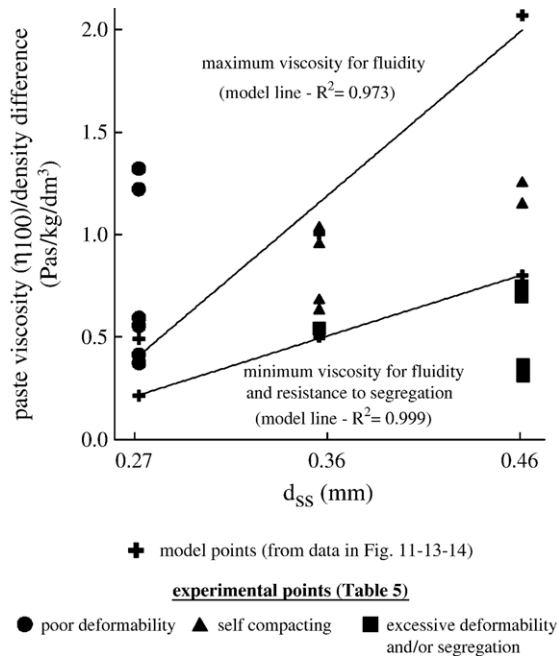 paste viscosity (η100)/density difference
(Pas/kg/dm³)
2.0
1.5
1.0
0.5
0.0
maximum viscosity for fluidity
(model line - R²= 0.973)
minimum viscosity for fluidity
and resistance to segregation
(model line - R²= 0.999)
0.27 0.36 0.46
dss (mm)
model points (from data in Fig. 11-13-14)
experimental points (Table 5)
poor deformability self compacting excessive deformability
and/or segregation